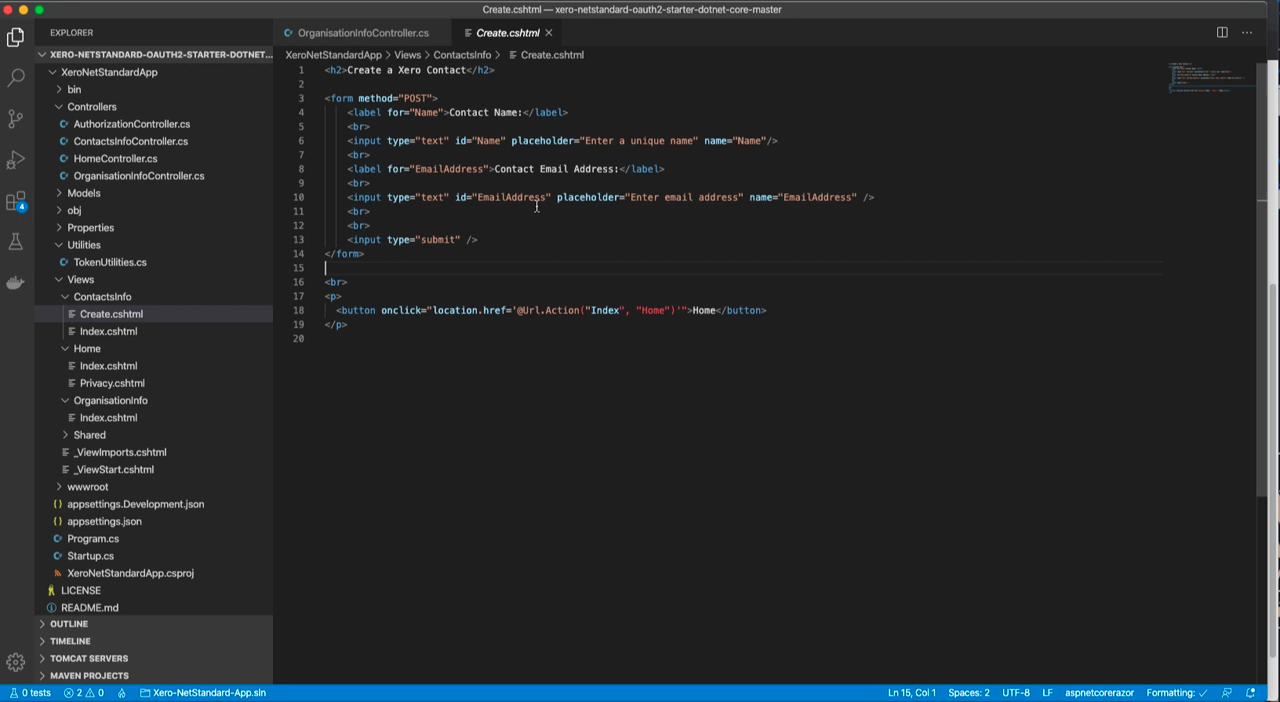 Create.cshtml — xero-netstandard-oauth2-starter-dotnet-core-master
EXPLORER
XERO-NETSTANDARD-OAUTH2-STARTER-DOTNET...
XeroNetStandardApp
bin
Controllers
AuthorizationController.cs
ContactsInfoController.cs
HomeController.cs
OrganisationInfoController.cs
Models
obj
Properties
Utilities
TokenUtilities.cs
Views
ContactsInfo
Create.cshtml
Index.cshtml
Home
Index.cshtml
Privacy.cshtml
OrganisationInfo
Index.cshtml
Shared
_ViewImports.cshtml
_ViewStart.cshtml
wwwroot
{} appsettings.Development.json
{} appsettings.json
Program.cs
Startup.cs
XeroNetStandardApp.csproj
LICENSE
README.md
OUTLINE
TIMELINE
TOMCAT SERVERS
MAVEN PROJECTS
4
OrganisationInfoController.cs
Create.cshtml ×
XeroNetStandardApp > Views > ContactsInfo > Create.cshtml
1 <h2>Create a Xero Contact</h2>
2
3 <form method="POST">
4 <label for="Name">Contact Name:</label>
5 <br>
6 <input type="text" id="Name" placeholder="Enter a unique name" name="Name"/>
7 <br>
8 <label for="EmailAddress">Contact Email Address:</label>
9 <br>
10 <input type="text" id="EmailAddress" placeholder="Enter email address" name="EmailAddress" />
11 <br>
12 <br>
13 <input type="submit" />
14 </form>
15
16 <br>
17 <p>
18 <button onclick="location.href='@Url.Action("Index", "Home")'">Home</button>
19 </p>
20
0 tests 2 0 Xero-NetStandard-App.sln Ln 15, Col 1 Spaces: 2 UTF-8 LF aspnetcorerazor Formatting: ✓